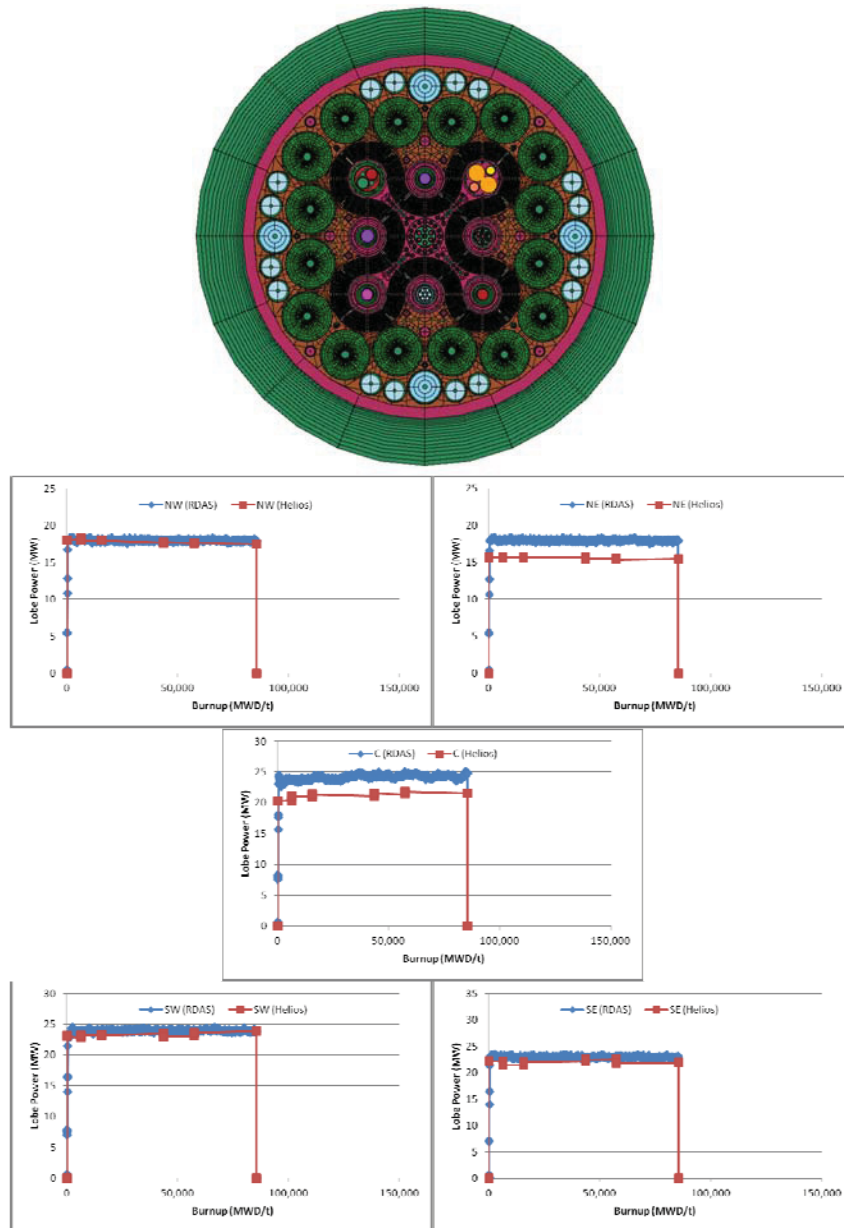 25
NW (RDAS) NW (Helios)
20
15
10
5
0
Lobe Power (MW)
0 50,000 100,000 150,000
Burnup (MWD/t)
25
NE (RDAS) NE (Helios)
20
15
10
5
0
Lobe Power (MW)
0 50,000 100,000 150,000
Burnup (MWD/t)
30
C (RDAS) C (Helios)
25
20
15
10
5
0
Lobe Power (MW)
0 50,000 100,000 150,000
Burnup (MWD/t)
30
SW (RDAS) SW (Helios)
25
20
15
10
5
0
Lobe Power (MW)
0 50,000 100,000 150,000
Burnup (MWD/t)
35
SE (RDAS) SE (Helios)
30
25
20
15
10
5
0
Lobe Power (MW)
0 50,000 100,000 150,000
Burnup (MWD/t)